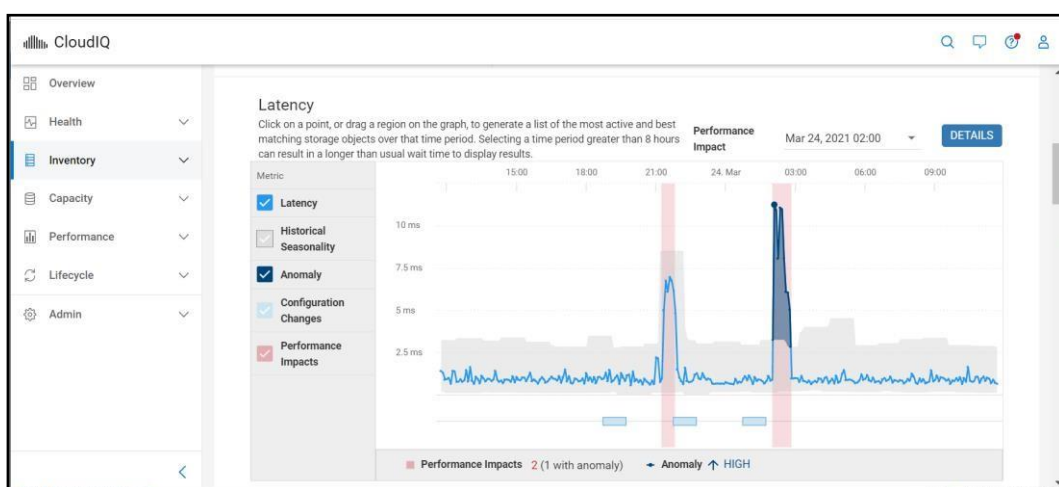 CloudIQ
Overview
Health
Inventory
Capacity
Performance
Lifecycle
Admin
Latency
Click on a point, or drag a region on the graph, to generate a list of the most active and best
matching storage objects over that time period. Selecting a time period greater than 8 hours
can result in a longer than usual wait time to display results.
Performance
Impact
Mar 24, 2021 02:00
DETAILS
Metric
Latency
Historical
Seasonality
Anomaly
Configuration
Changes
Performance
Impacts
15:00 18:00 21:00 24. Mar 03:00 06:00 09:00
10 ms
7.5 ms
5 ms
2.5 ms
Performance Impacts 2 (1 with anomaly) Anomaly HIGH